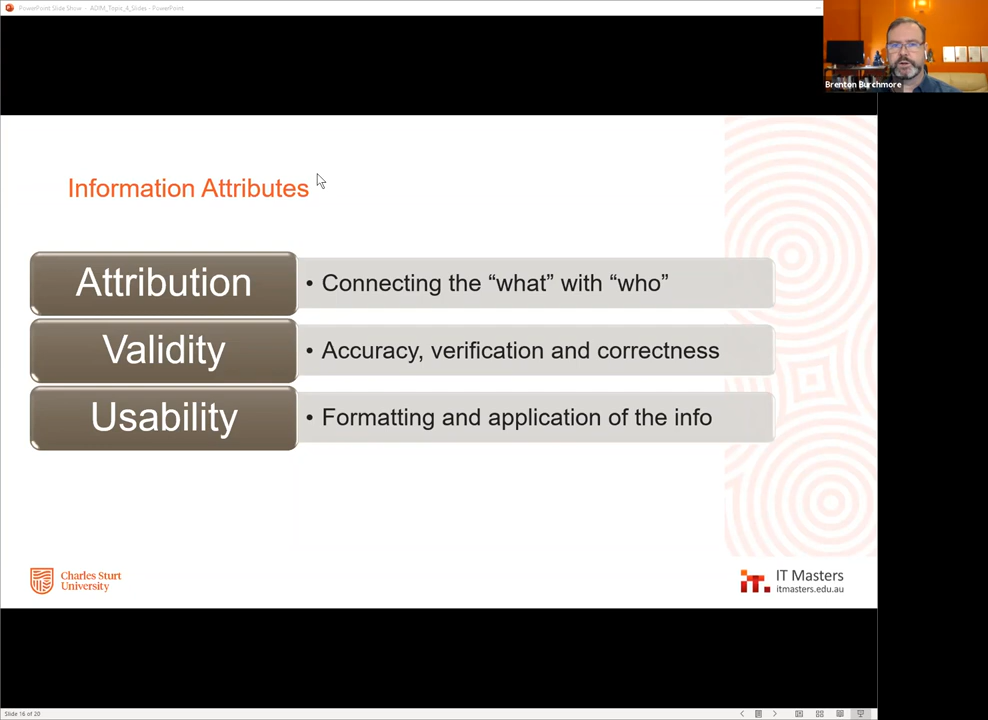 PowerPoint Slide Show - ADIM_Topic_4_Slides - PowerPoint
Brenton Burchmore
Information Attributes
Attribution
• Connecting the “what” with “who”
Validity
• Accuracy, verification and correctness
Usability
• Formatting and application of the info
Charles Sturt
University
IT Masters
itmasters.edu.au
Slide 16 of 20